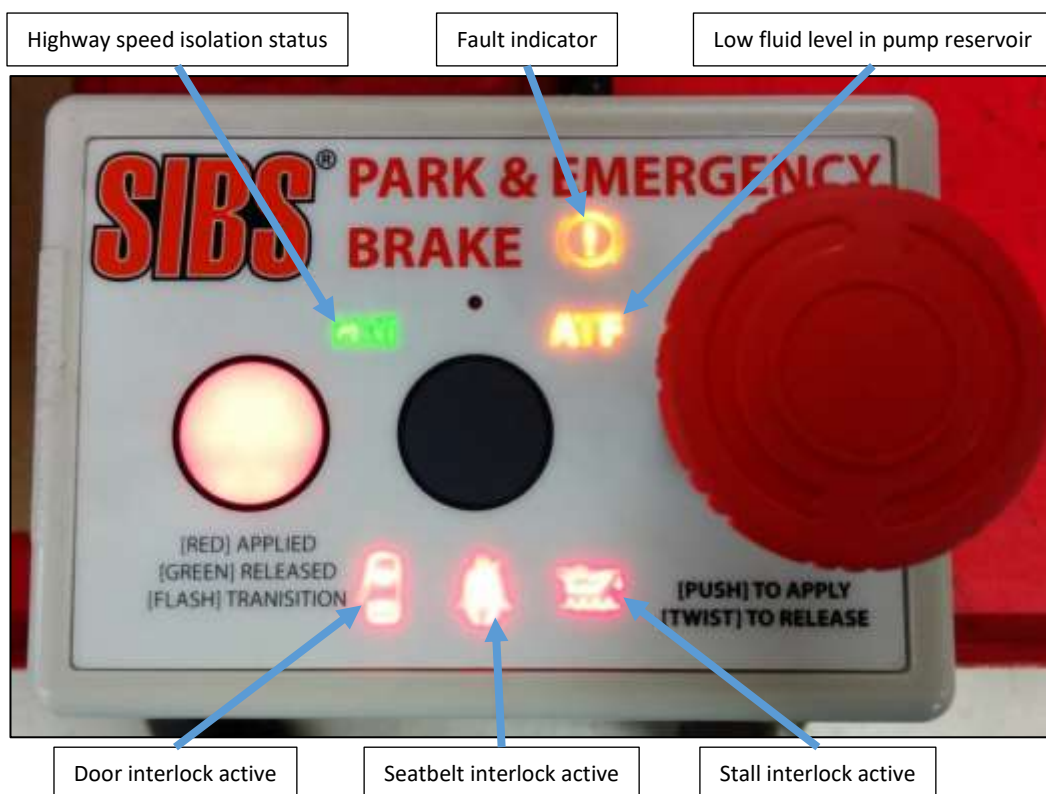 Highway speed isolation status
Fault indicator
Low fluid level in pump reservoir
SIBS® PARK & EMERGENCY
BRAKE
ATF
[RED] APPLIED
[GREEN] RELEASED
[FLASH] TRANISITION
[PUSH] TO APPLY
[TWIST] TO RELEASE
Door interlock active
Seatbelt interlock active
Stall interlock active